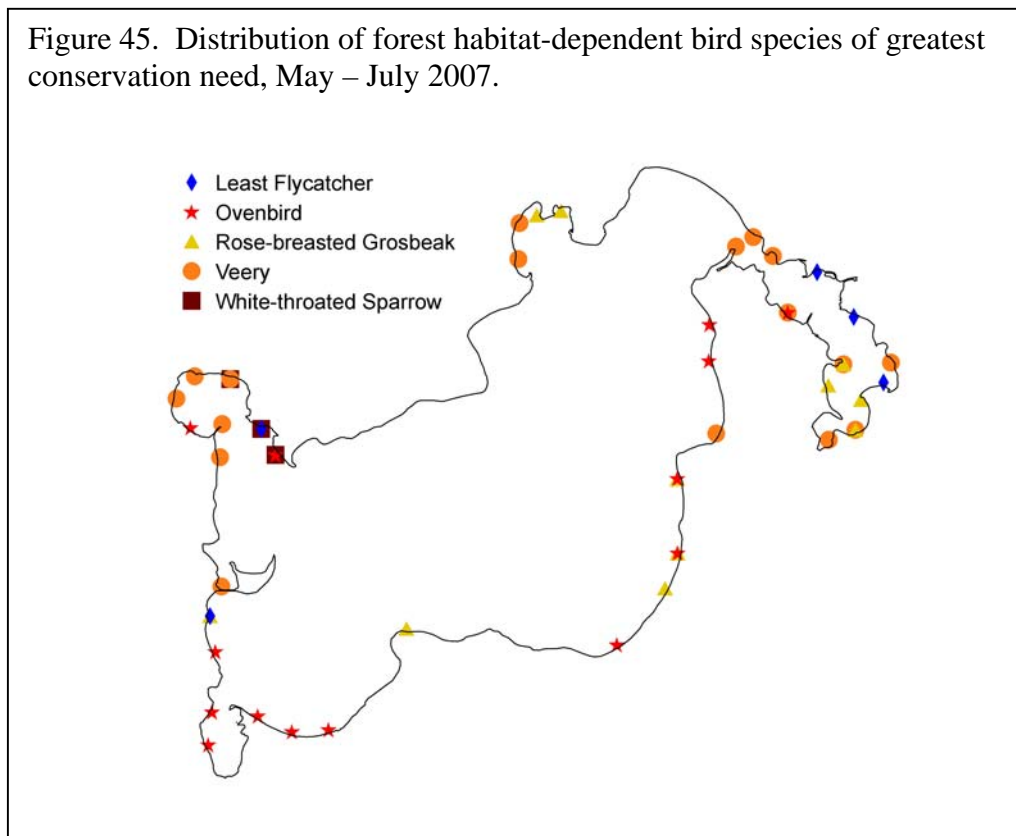 Figure 45.  Distribution of forest habitat-dependent bird species of greatest
conservation need, May – July 2007.
Least Flycatcher
Ovenbird
Rose-breasted Grosbeak
Veery
White-throated Sparrow